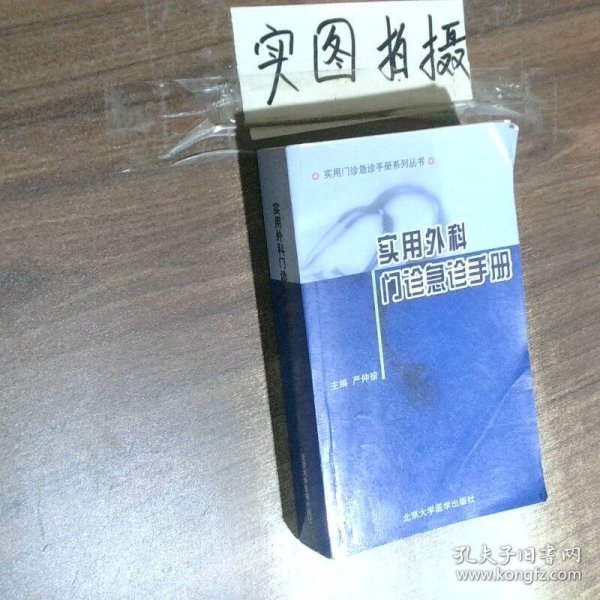 实图拍摄
实用门诊急诊手册系列丛书
实用外科
门诊急诊手册
主编 严仲瑜
北京大学医学出版社
实用外科门诊
孔夫子旧书网
www.kongfz.com